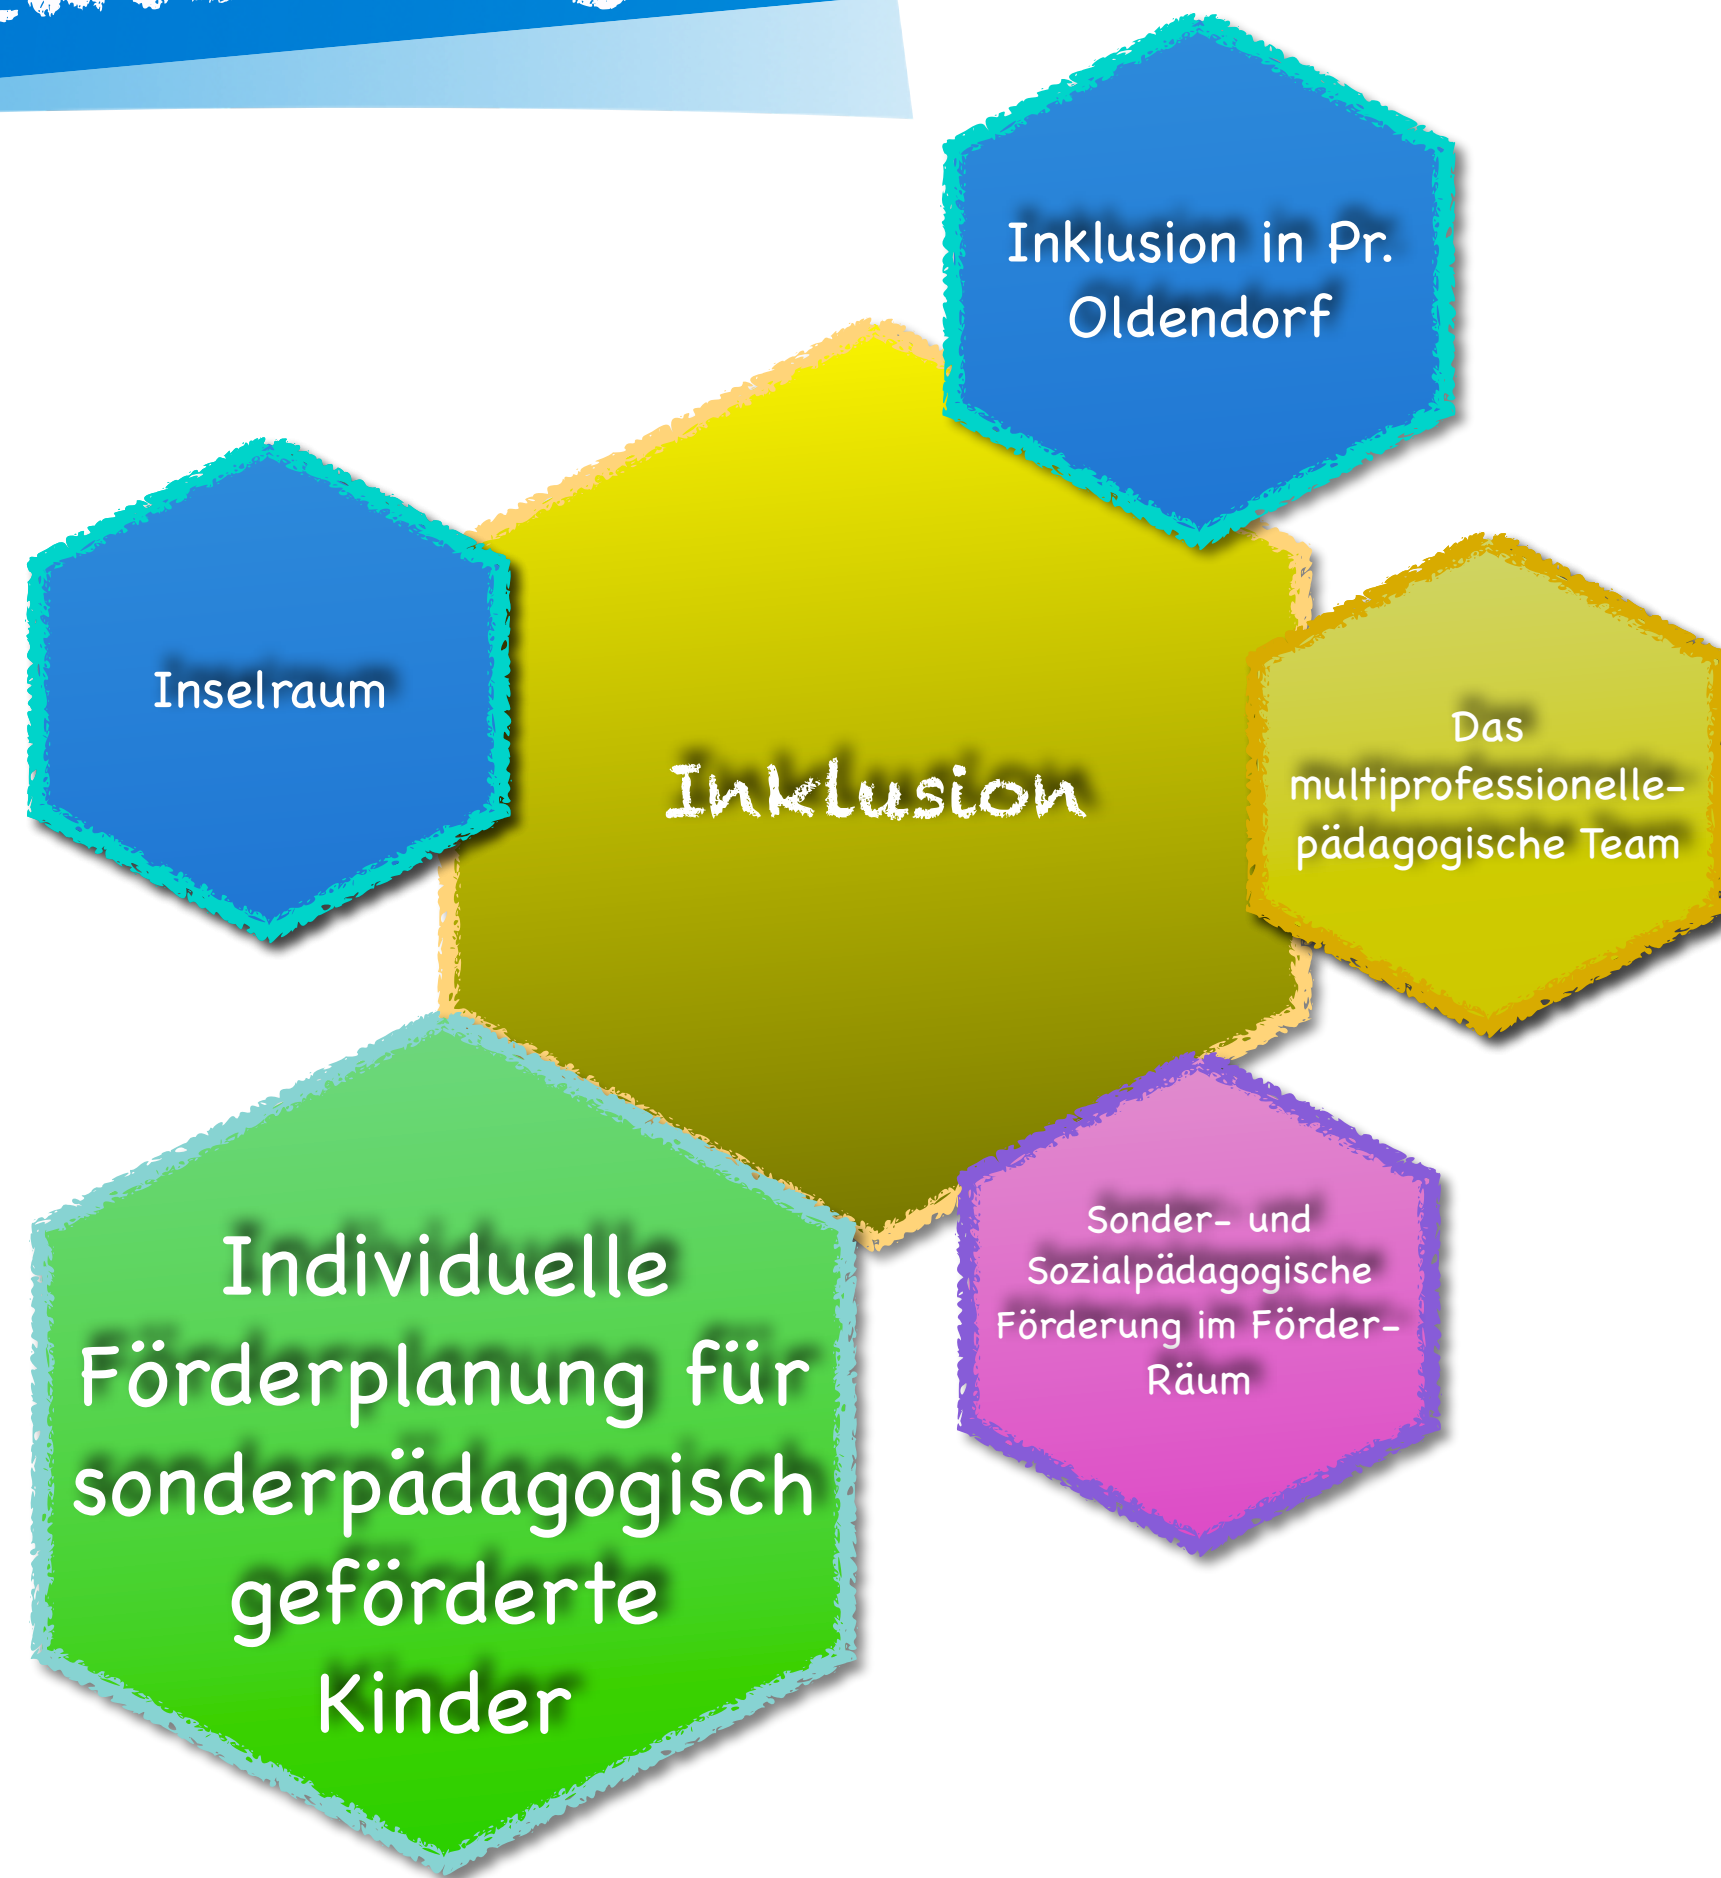 Inklusion in Pr.
Oldendorf
Inselraum
Inklusion
Das
multiprofessionelle-
pädagogische Team
Sonder- und
Sozialpädagogische
Förderung im Förder-
Räum
Individuelle
Förderplanung für
sonderpädagogisch
geförderte
Kinder